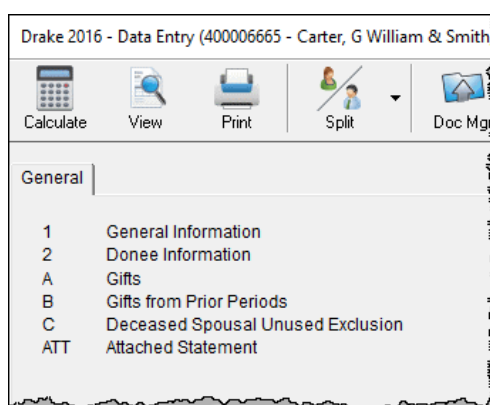 Drake 2016 - Data Entry (400006665 - Carter, G William & Smith
Calculate View Print Split Doc Mg
General
1 General Information
2 Donee Information
A Gifts
B Gifts from Prior Periods
C Deceased Spousal Unused Exclusion
ATT Attached Statement